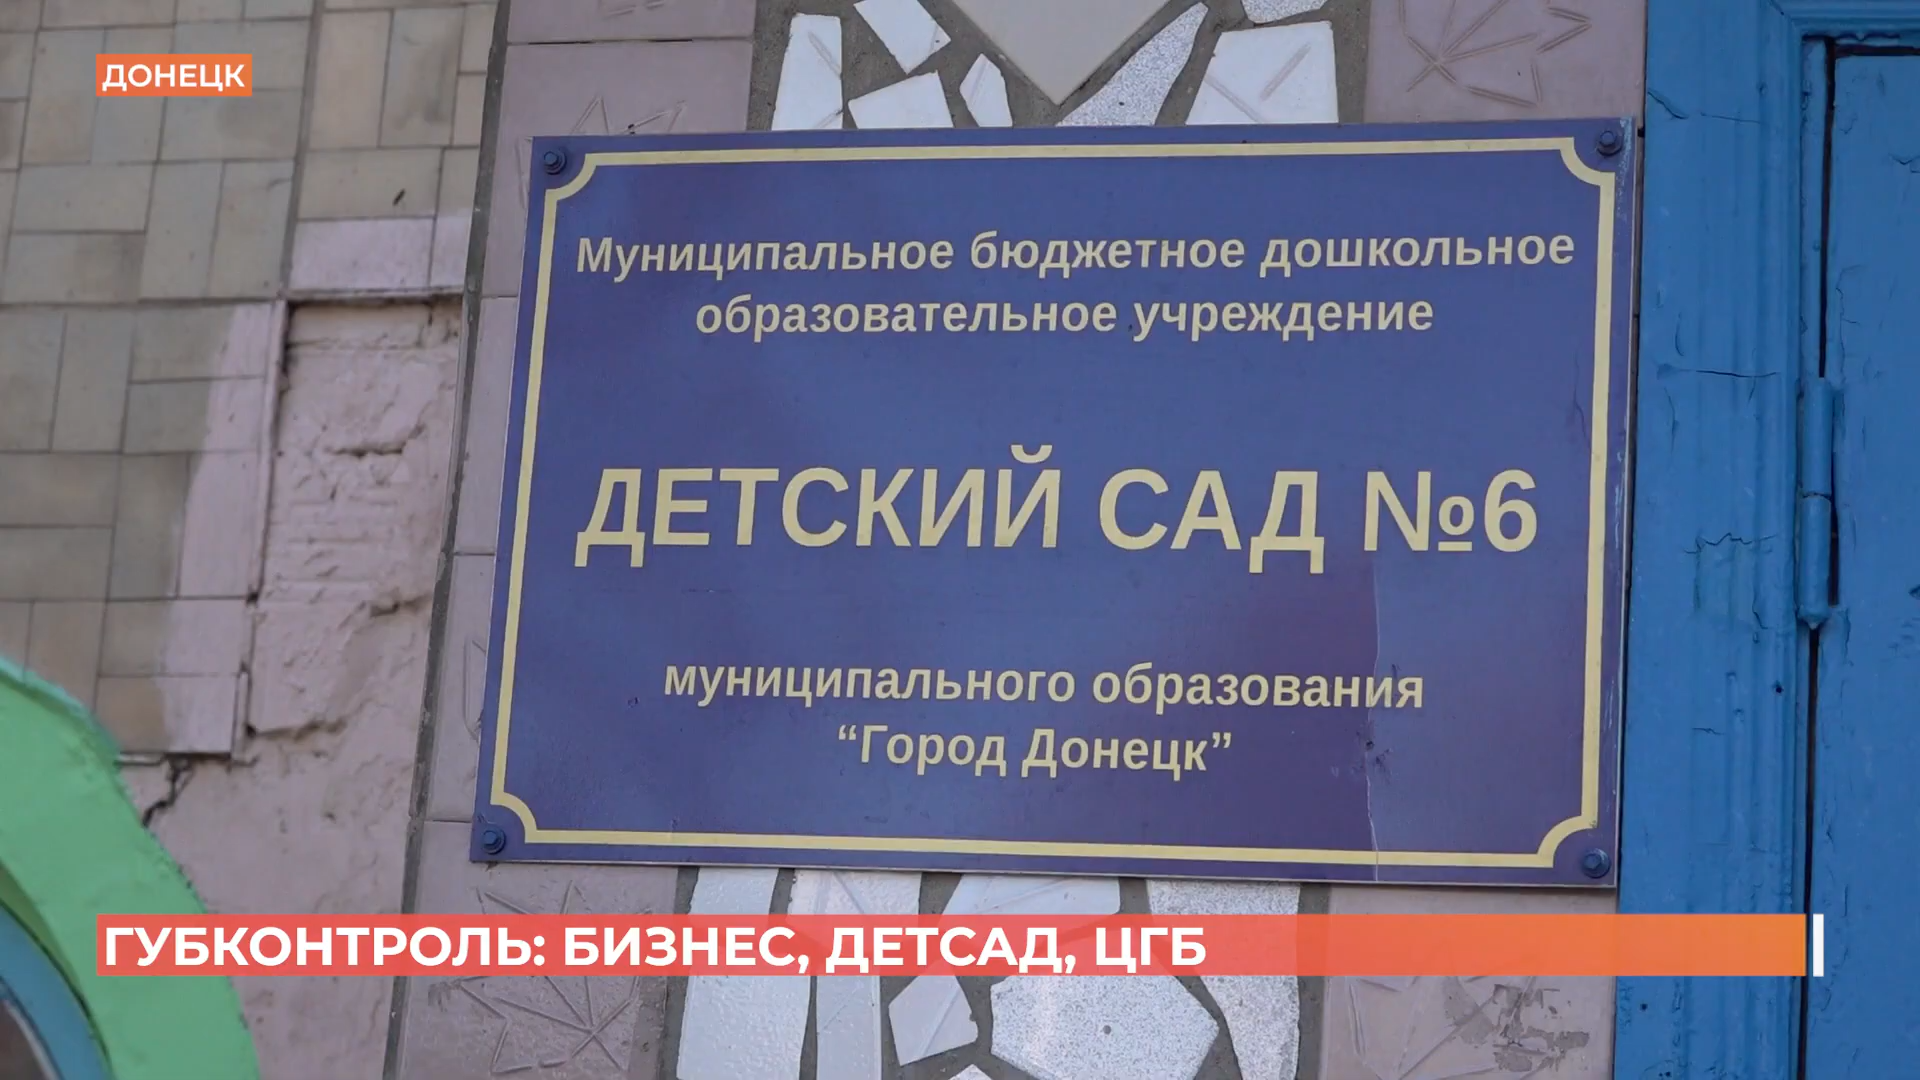 ДОНЕЦК
Муниципальное бюджетное дошкольное
образовательное учреждение
ДЕТСКИЙ САД №6
муниципального образования
“Город Донецк”
ГУБКОНТРОЛЬ: БИЗНЕС, ДЕТСАД, ЦГБ